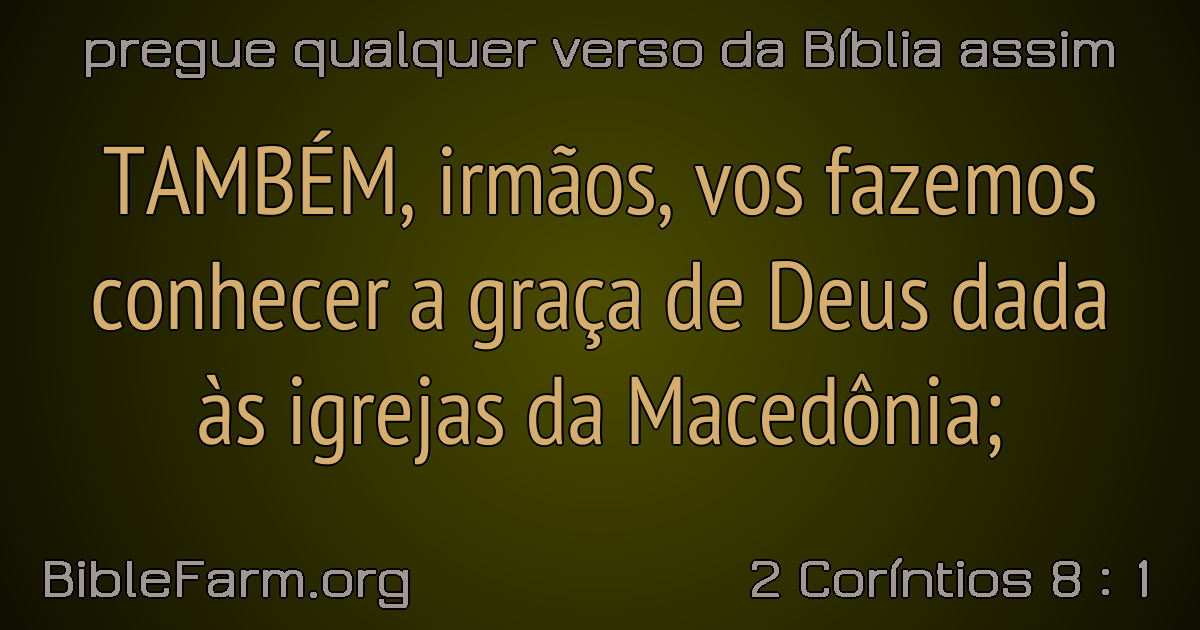 pregue qualquer verso da Bíblia assim
TAMBÉM, irmãos, vos fazemos
conhecer a graça de Deus dada
às igrejas da Macedônia;
BibleFarm.org
2 Coríntios 8 : 1